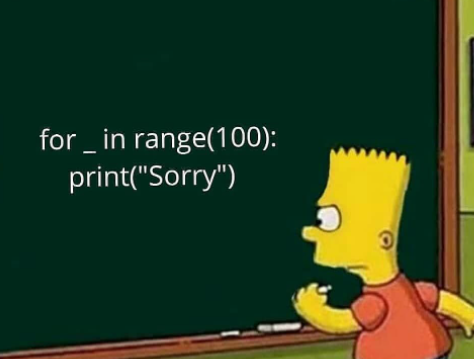 for _ in range(100):
print("Sorry")